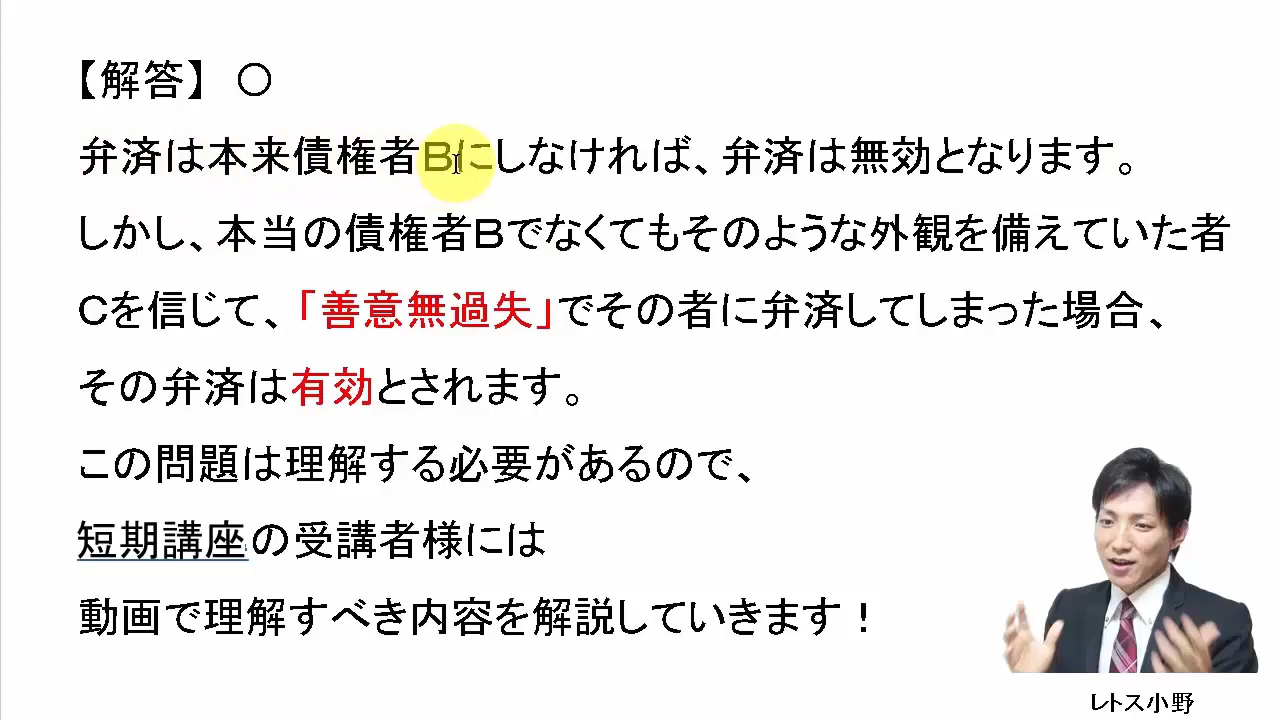 【解答】 ○
弁済は本来債権者Ｂにしなければ、弁済は無効となります。
しかし、本当の債権者Ｂでなくてもそのような外観を備えていた者
Ｃを信じて、「善意無過失」でその者に弁済してしまった場合、
その弁済は有効とされます。
この問題は理解する必要があるので、
短期講座の受講者様には
動画で理解すべき内容を解説していきます！
レトス小野